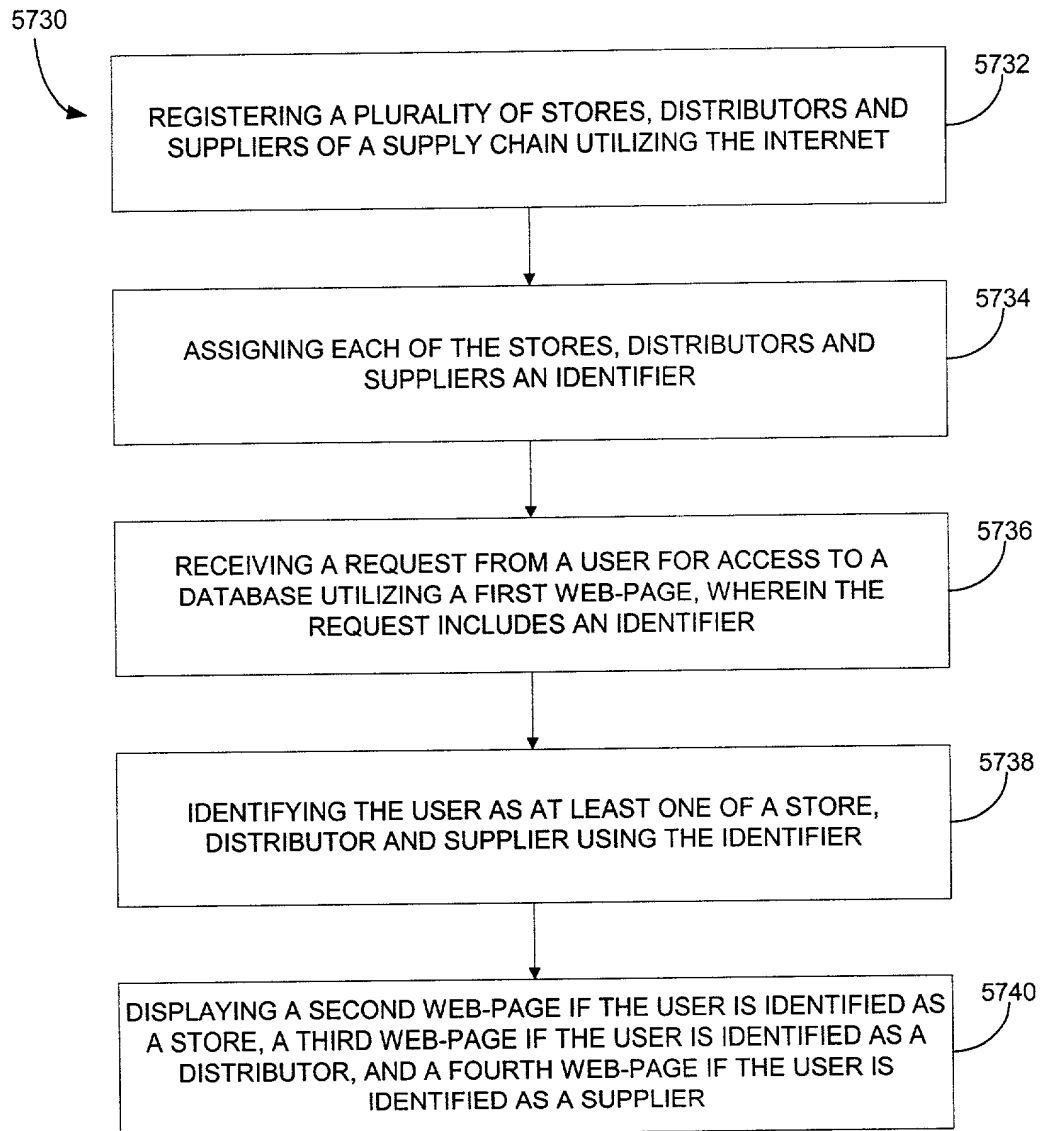 5730
5732
REGISTERING A PLURALITY OF STORES, DISTRIBUTORS AND
SUPPLIERS OF A SUPPLY CHAIN UTILIZING THE INTERNET
5734
ASSIGNING EACH OF THE STORES, DISTRIBUTORS AND
SUPPLIERS AN IDENTIFIER
5736
RECEIVING A REQUEST FROM A USER FOR ACCESS TO A
DATABASE UTILIZING A FIRST WEB-PAGE, WHEREIN THE
REQUEST INCLUDES AN IDENTIFIER
5738
IDENTIFYING THE USER AS AT LEAST ONE OF A STORE,
DISTRIBUTOR AND SUPPLIER USING THE IDENTIFIER
5740
DISPLAYING A SECOND WEB-PAGE IF THE USER IS IDENTIFIED AS
A STORE, A THIRD WEB-PAGE IF THE USER IS IDENTIFIED AS A
DISTRIBUTOR, AND A FOURTH WEB-PAGE IF THE USER IS
IDENTIFIED AS A SUPPLIER